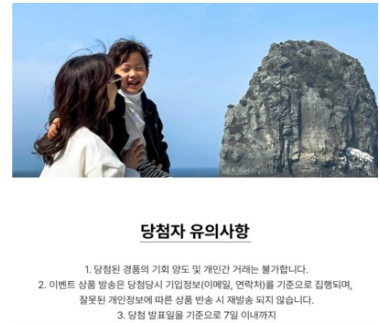 당첨자 유의사항
1. 당첨된 경품의 기회 양도 및 개인간 거래는 불가합니다.
2. 이벤트 상품 발송은 당첨당시 기입정보(이메일, 연락처)를 기준으로 집행되며,
잘못된 개인정보에 따른 상품 반송 시 재발송 되지 않습니다.
3. 당첨 발표일을 기준으로 7일 이내까지